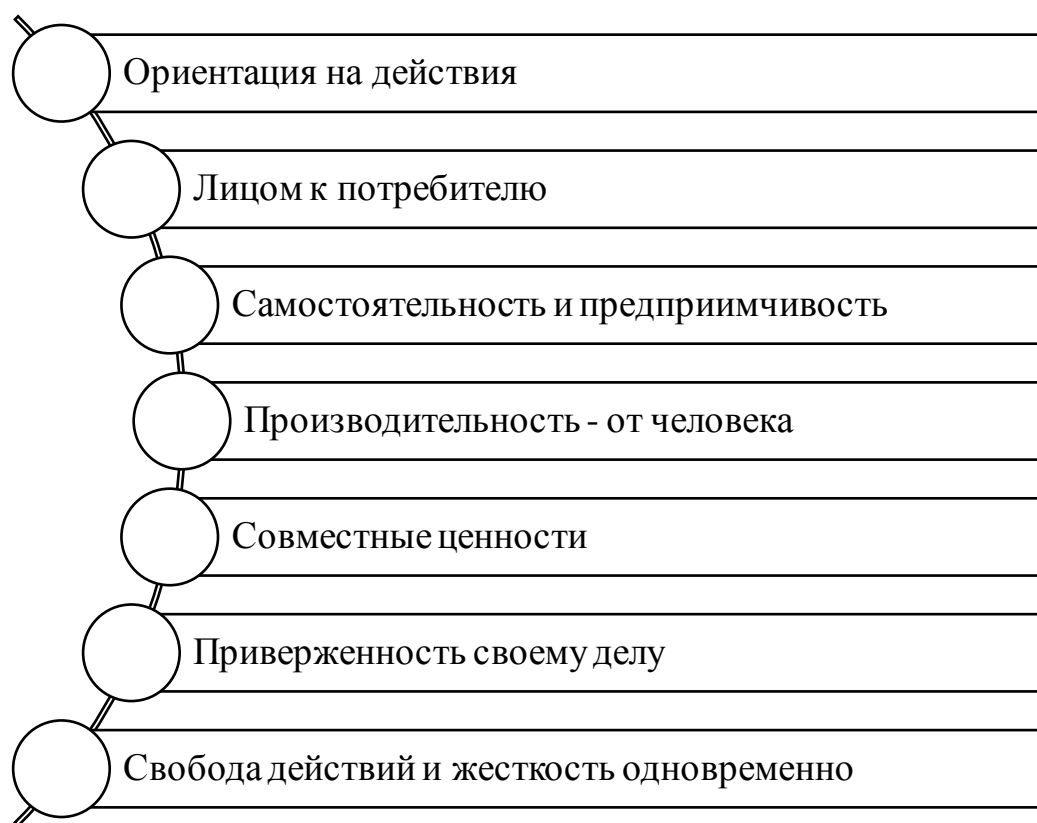 Ориентация на действия
Лицом к потребителю
Самостоятельность и предприимчивость
Производительность - от человека
Совместные ценности
Приверженность своему делу
Свобода действий и жесткость одновременно